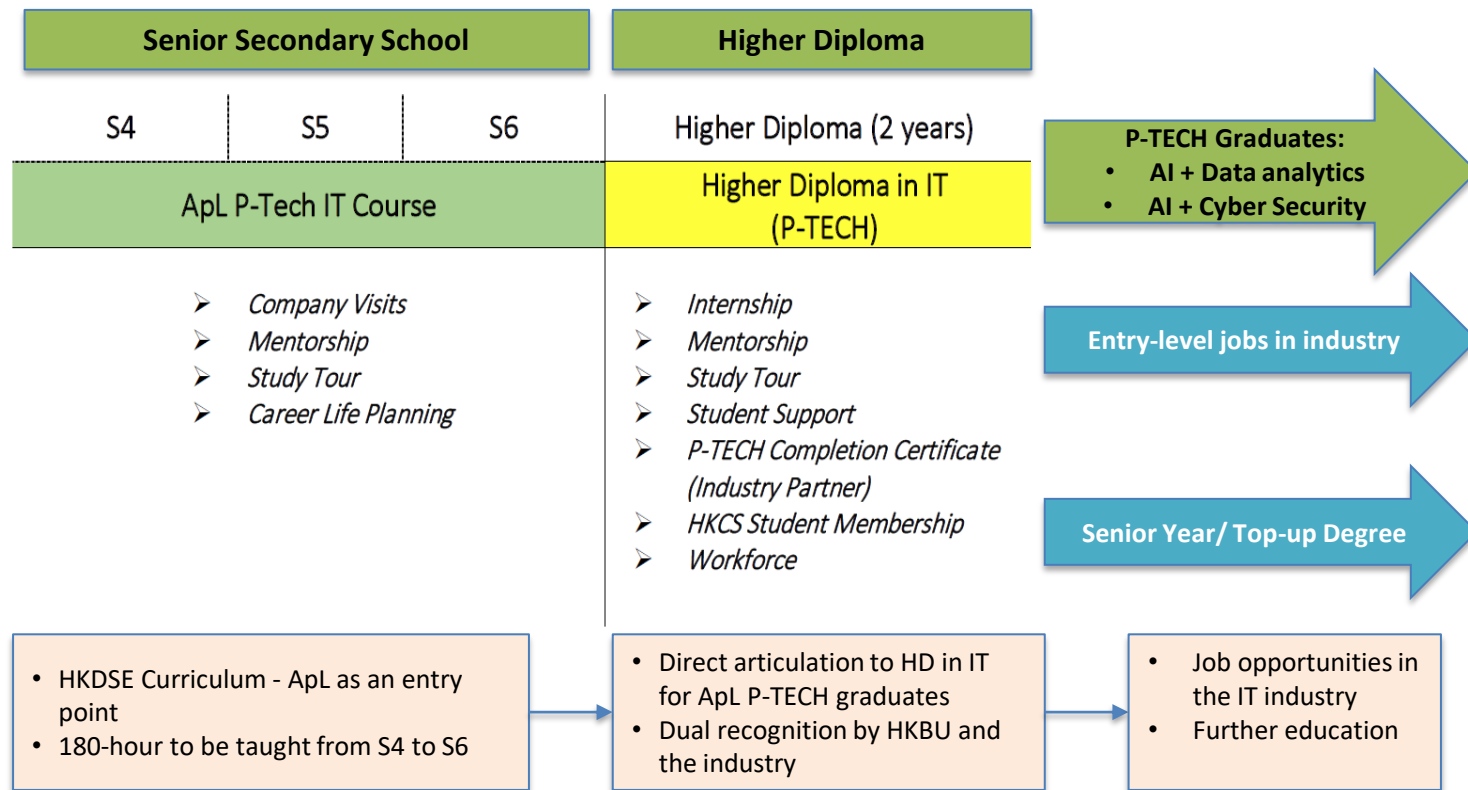 Senior Secondary School
Higher Diploma
S4
S5
S6
Higher Diploma (2 years)
ApL P-Tech IT Course
Higher Diploma in IT
(P-TECH)
P-TECH Graduates:
• AI + Data analytics
• AI + Cyber Security
➢ Company Visits
➢ Mentorship
➢ Study Tour
➢ Career Life Planning
➢ Internship
➢ Mentorship
➢ Study Tour
➢ Student Support
➢ P-TECH Completion Certificate
(Industry Partner)
➢ HKCS Student Membership
➢ Workforce
Entry-level jobs in industry
Senior Year/ Top-up Degree
• HKDSE Curriculum - ApL as an entry
point
• 180-hour to be taught from S4 to S6
• Direct articulation to HD in IT
for ApL P-TECH graduates
• Dual recognition by HKBU and
the industry
• Job opportunities in
the IT industry
• Further education